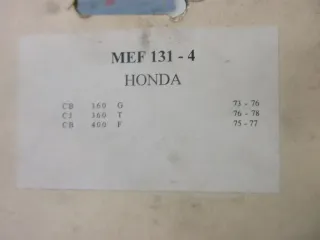 MEF 131 - 4
HONDA
CB 360 G 73 - 76
CJ 360 T 76 - 78
CB 400 F 75 - 77